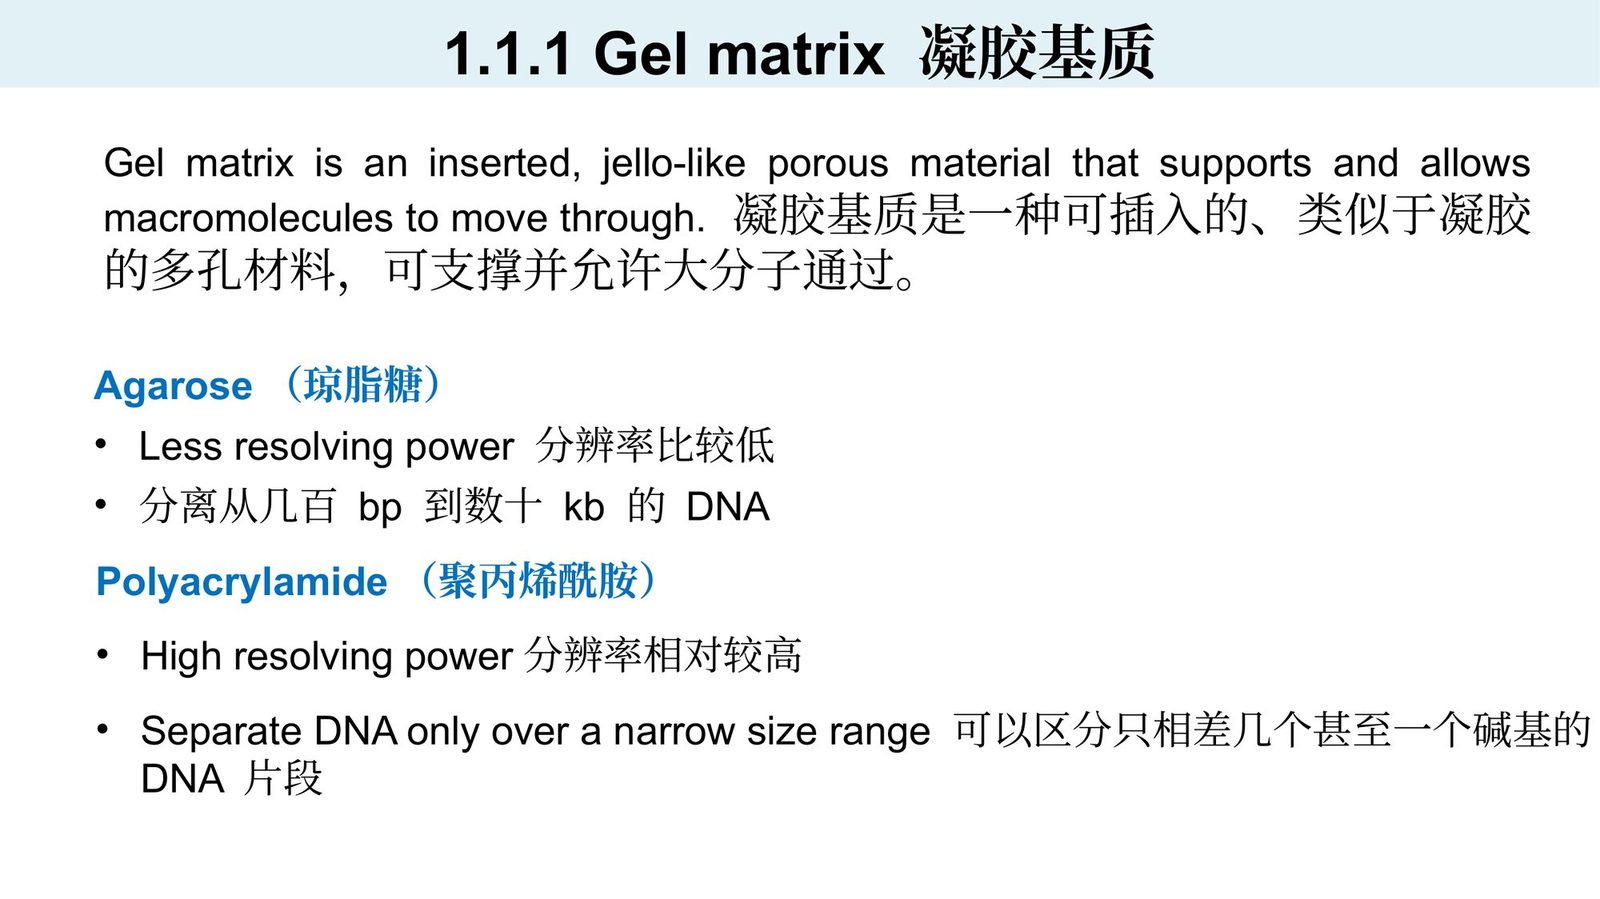 1.1.1 Gel matrix 凝胶基质
Gel matrix is an inserted, jello-like porous material that supports and allows
macromolecules to move through. 凝胶基质是一种可插入的、类似于凝胶
的多孔材料，可支撑并允许大分子通过。
Agarose （琼脂糖）
• Less resolving power 分辨率比较低
• 分离从几百 bp 到数十 kb 的 DNA
Polyacrylamide （聚丙烯酰胺）
• High resolving power 分辨率相对较高
• Separate DNA only over a narrow size range 可以区分只相差几个甚至一个碱基的
DNA 片段